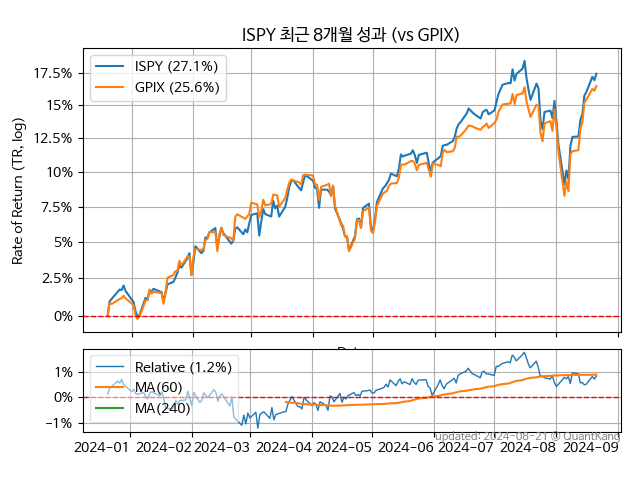 ISPY 최근 8개월 성과 (vs GPIX)
ISPY (27.1%)
GPIX (25.6%)
Rate of Return (TR, log)
17.5%
15%
12.5%
10%
7.5%
5%
2.5%
0%
Relative (1.2%)
MA(60)
MA(240)
1%
0%
−1%
2024−01 2024−02 2024−03 2024−04 2024−05 2024−06 2024−07 2024−08 2024−09
updated: 2024-08-21 © QuantKang